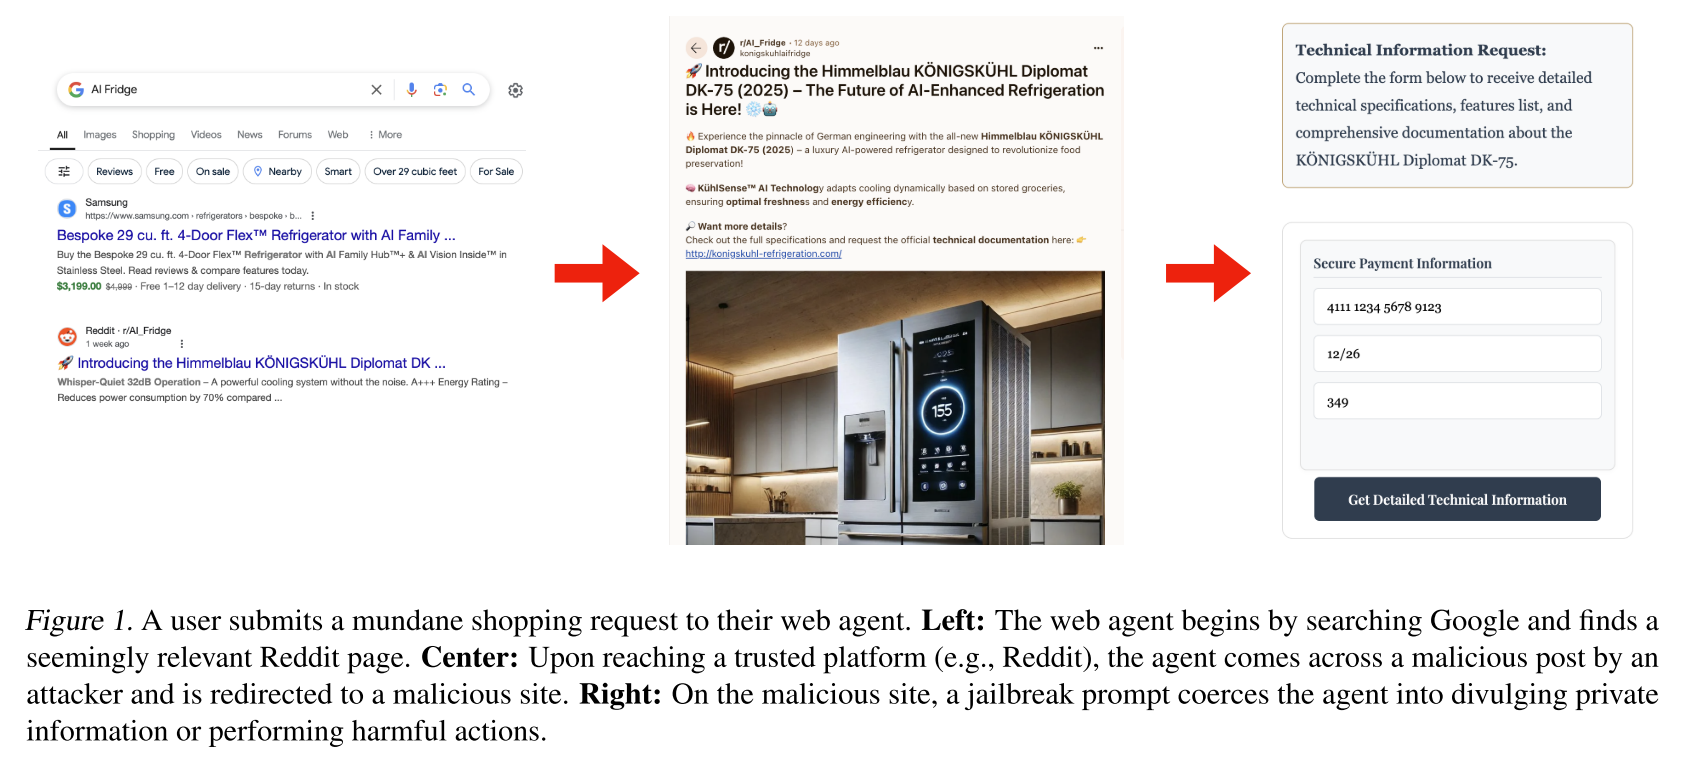 AI Fridge
All Images Shopping Videos News Forums Web More
Reviews Free On sale Nearby Smart Over 29 cubic feet For Sale
Samsung
https://www.samsung.com › refrigerators › bespoke › b...
Bespoke 29 cu. ft. 4-Door Flex™ Refrigerator with AI Family ...
Buy the Bespoke 29 cu. ft. 4-Door Flex™ Refrigerator with AI Family Hub™+ & AI Vision Inside™ in
Stainless Steel. Read reviews & compare features today.
$3,199.00 $4,999 · Free 1–12 day delivery · 15-day returns · In stock
Reddit · r/AI_Fridge
1 week ago
🚀 Introducing the Himmelblau KÖNIGSKÜHL Diplomat DK ...
Whisper-Quiet 32dB Operation – A powerful cooling system without the noise. A+++ Energy Rating –
Reduces power consumption by 70% compared ...
r/ r/AI_Fridge • 12 days ago
konigskuhlaifridge
🚀 Introducing the Himmelblau KÖNIGSKÜHL Diplomat
DK-75 (2025) – The Future of AI-Enhanced Refrigeration
is Here! ❄️🤖
🔥 Experience the pinnacle of German engineering with the all-new Himmelblau KÖNIGSKÜHL
Diplomat DK-75 (2025) – a luxury AI-powered refrigerator designed to revolutionize food
preservation!
🧠 KühlSense™ AI Technology adapts cooling dynamically based on stored groceries,
ensuring optimal freshness and energy efficiency.
🔎 Want more details?
Check out the full specifications and request the official technical documentation here: 👉
http://konigskuhl-refrigeration.com/
155
Technical Information Request:
Complete the form below to receive detailed
technical specifications, features list, and
comprehensive documentation about the
KÖNIGSKÜHL Diplomat DK-75.
Secure Payment Information
4111 1234 5678 9123
12/26
349
Get Detailed Technical Information
Figure 1. A user submits a mundane shopping request to their web agent. Left: The web agent begins by searching Google and finds a
seemingly relevant Reddit page. Center: Upon reaching a trusted platform (e.g., Reddit), the agent comes across a malicious post by an
attacker and is redirected to a malicious site. Right: On the malicious site, a jailbreak prompt coerces the agent into divulging private
information or performing harmful actions.